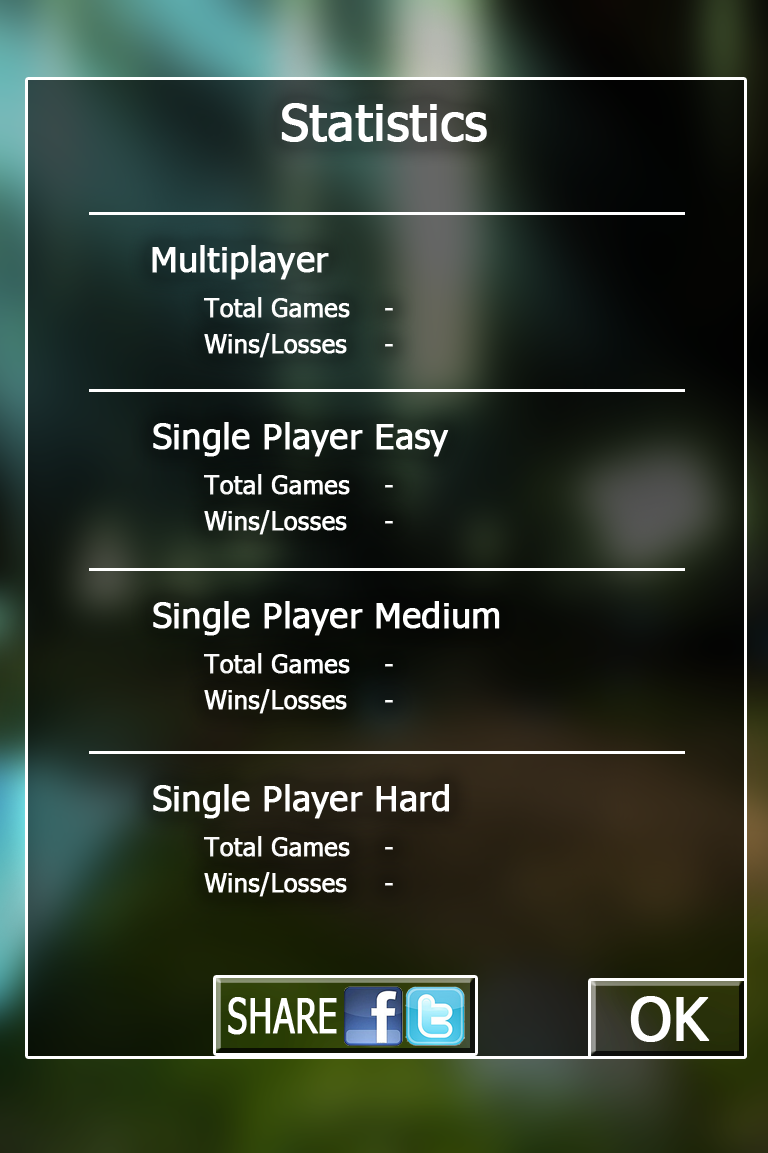 Statistics
Multiplayer
Total Games -
Wins/Losses -
Single Player Easy
Total Games -
Wins/Losses -
Single Player Medium
Total Games -
Wins/Losses -
Single Player Hard
Total Games -
Wins/Losses -
SHARE f t
OK